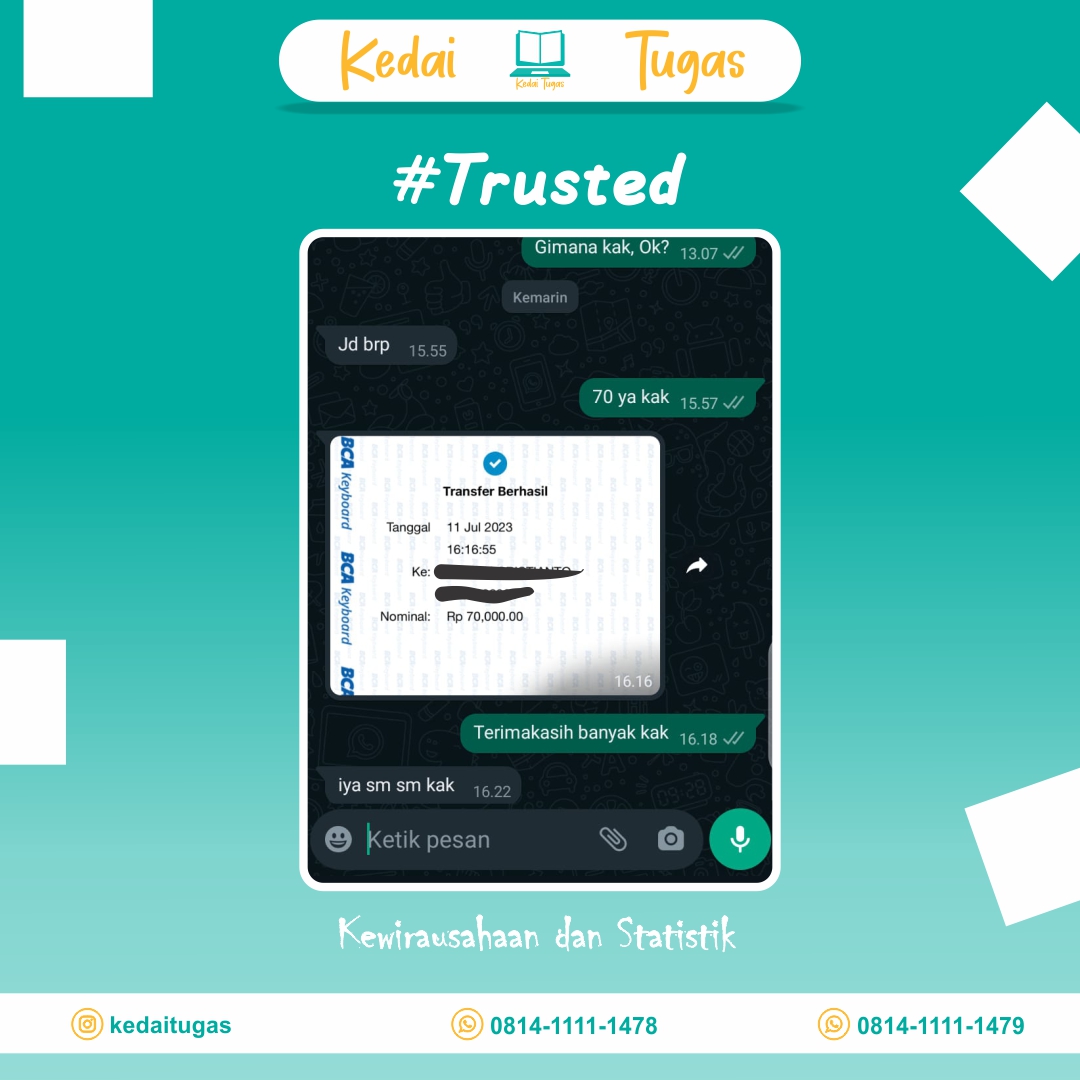 Kedai Tugas
Kedai Tugas
#Trusted
Gimana kak, Ok? 13.07
Kemarin
Jd brp 15.55
70 ya kak 15.57
BCA Keyboard
BCA Keyboard
BCA
Transfer Berhasil
Tanggal 11 Jul 2023
16:16:55
Ke:
Nominal: Rp 70,000.00
16.16
Terimakasih banyak kak 16.18
iya sm sm kak 16.22
Ketik pesan
Kewirausahaan dan Statistik
kedaitugas 0814-1111-1478 0814-1111-1479